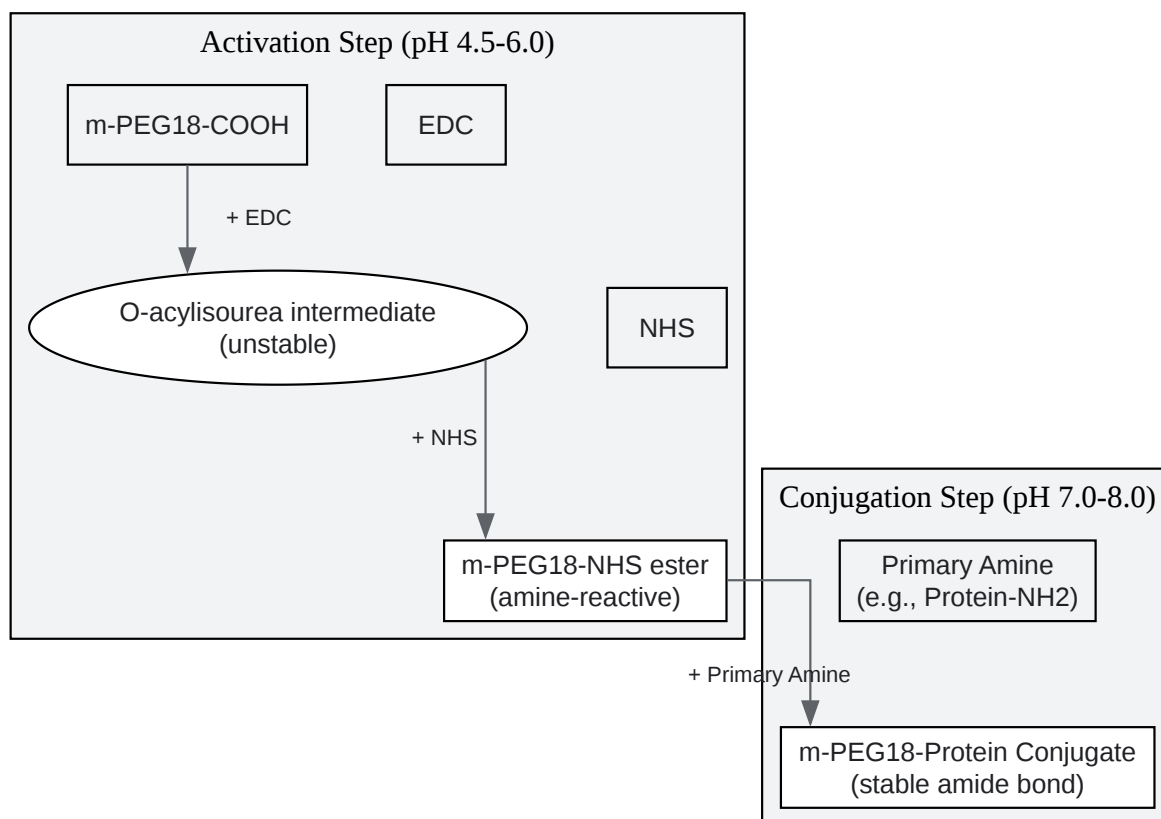 Activation Step (pH 4.5-6.0)
m-PEG18-COOH
EDC
+ EDC
O-acylisourea intermediate
(unstable)
NHS
+ NHS
m-PEG18-NHS ester
(amine-reactive)
Conjugation Step (pH 7.0-8.0)
Primary Amine
(e.g., Protein-NH2)
+ Primary Amine
m-PEG18-Protein Conjugate
(stable amide bond)